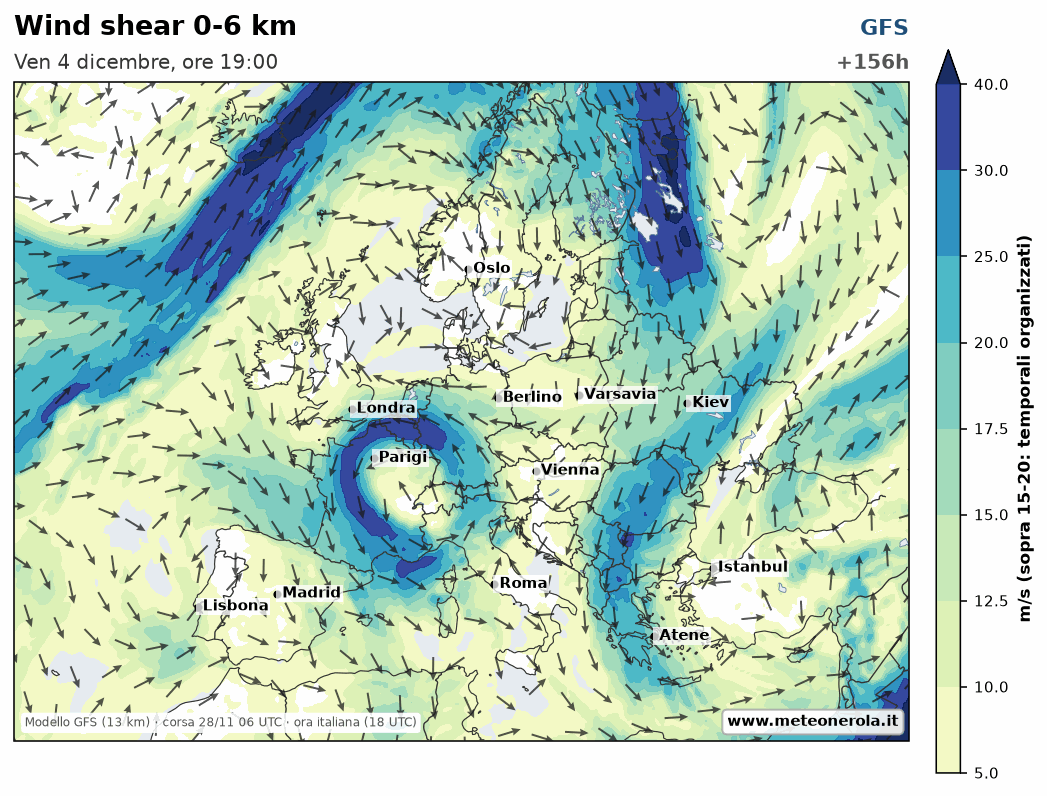 Wind shear 0-6 km
GFS
Ven 4 dicembre, ore 19:00
+156h
40.0
30.0
25.0
20.0
17.5
15.0
12.5
10.0
5.0
m/s (sopra 15-20: temporali organizzati)
Oslo
Berlino
Varsavia
Kiev
Londra
Parigi
Vienna
Istanbul
Roma
Madrid
Lisbona
Atene
Modello GFS (13 km) · corsa 28/11 06 UTC · ora italiana (18 UTC)
www.meteonerola.it